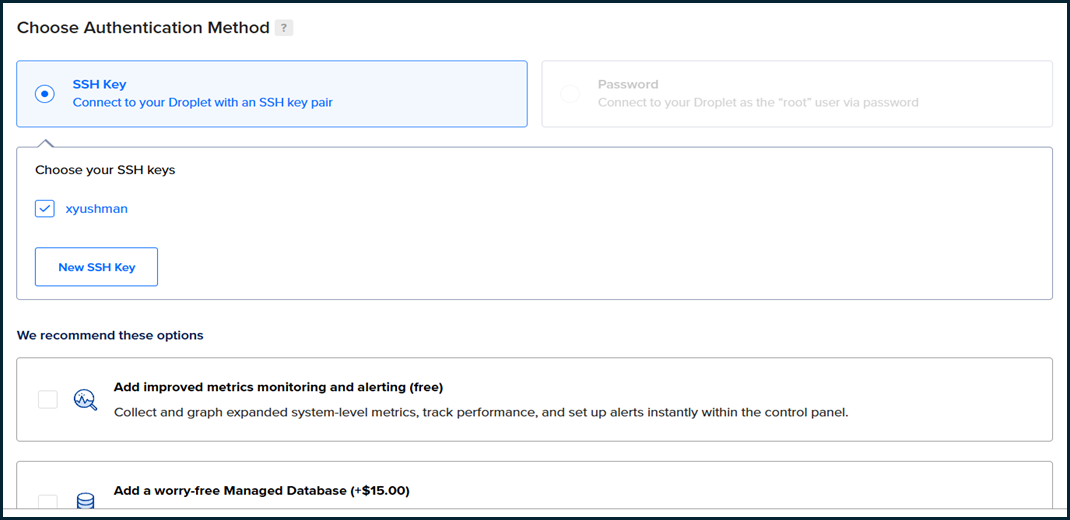 Choose Authentication Method ?
SSH Key
Connect to your Droplet with an SSH key pair
Password
Connect to your Droplet as the “root” user via password
Choose your SSH keys
xyushman
New SSH Key
We recommend these options
Add improved metrics monitoring and alerting (free)
Collect and graph expanded system-level metrics, track performance, and set up alerts instantly within the control panel.
Add a worry-free Managed Database (+$15.00)